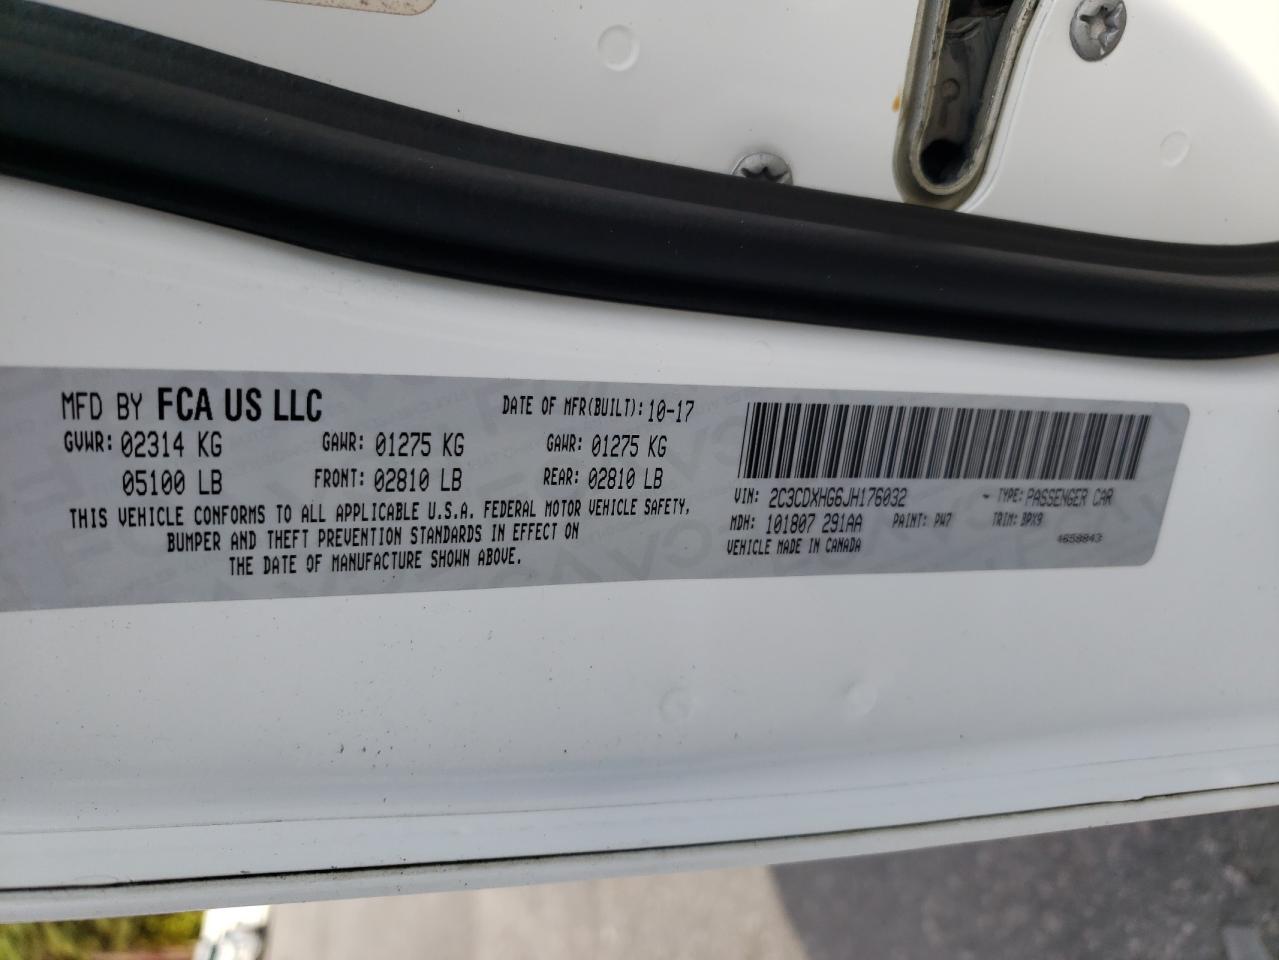 MFD BY FCA US LLC DATE OF MFR(BUILT): 10-17
GVWR: 02314 KG GAWR: 01275 KG GAWR: 01275 KG
05100 LB FRONT: 02810 LB REAR: 02810 LB
THIS VEHICLE CONFORMS TO ALL APPLICABLE U.S.A. FEDERAL MOTOR VEHICLE SAFETY,
BUMPER AND THEFT PREVENTION STANDARDS IN EFFECT ON
THE DATE OF MANUFACTURE SHOWN ABOVE.
VIN: 2C3CDXHG6JH176032 - TYPE: PASSENGER CAR
MDH: 101807 291AA PAINT: PW7 TRIM: BPX9
VEHICLE MADE IN CANADA 4658843